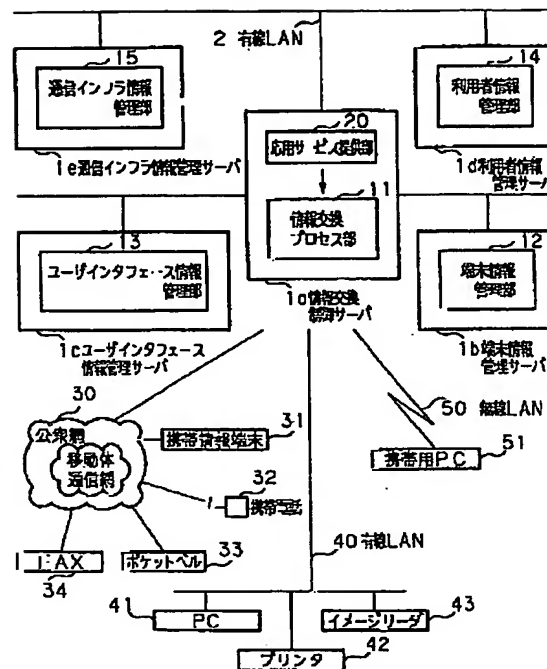 2 有線LAN
15
通信インフラ情報
管理部
1e通信インフラ情報管理サーバ
14
利用者情報
管理部
1d利用者情報
管理サーバ
20
応用サービス提供部
11
情報交換
プロセス部
1a情報交換
制御サーバ
13
ユーザインタフェース情報
管理部
1cユーザインタフェース
情報管理サーバ
12
端末情報
管理部
1b端末情報
管理サーバ
30
公衆網
移動体
通信網
31
携帯情報端末
32
携帯電話
33
ポケットベル
34
FAX
50 無線LAN
51
携帯用PC
40有線LAN
41
PC
42
プリンタ
43
イメージリーダ